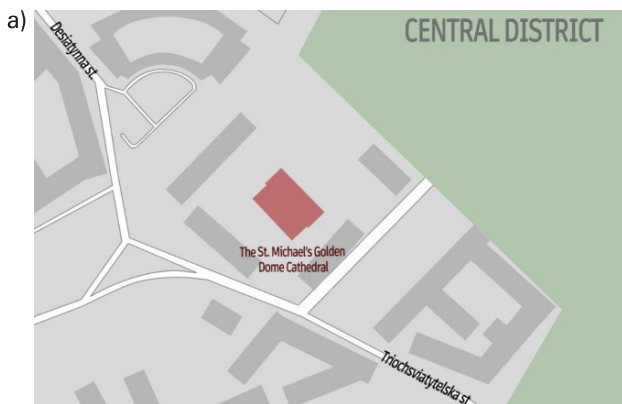 a)
CENTRAL DISTRICT
Desiatynna st.
The St. Michael's Golden
Dome Cathedral
Triochsviatytelska st.